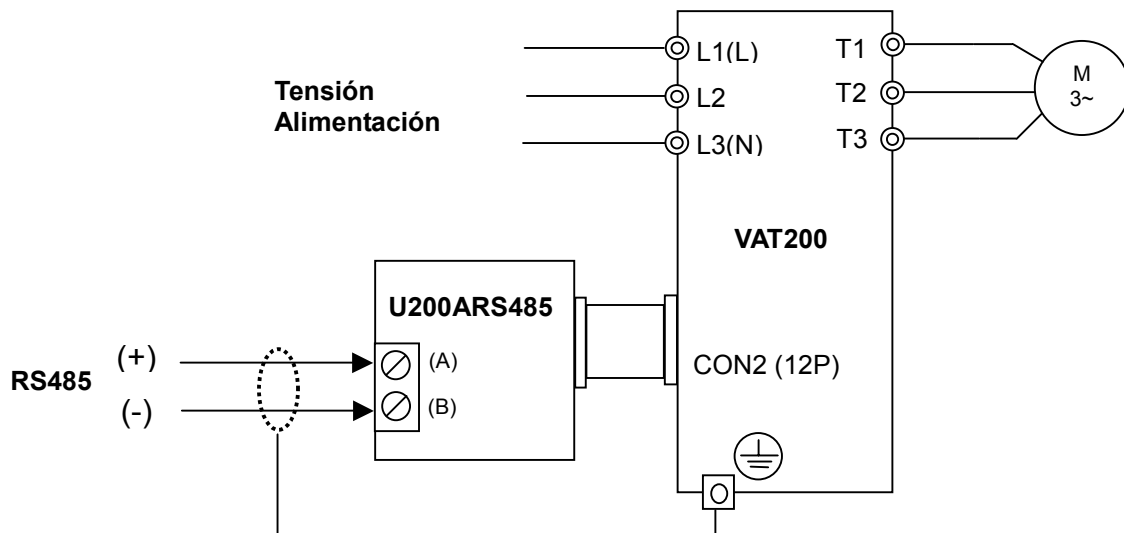 L1(L)
T1
M
3~
Tensión
Alimentación
L2
T2
L3(N)
T3
VAT200
U200ARS485
RS485
(+)
(A)
CON2 (12P)
(-)
(B)